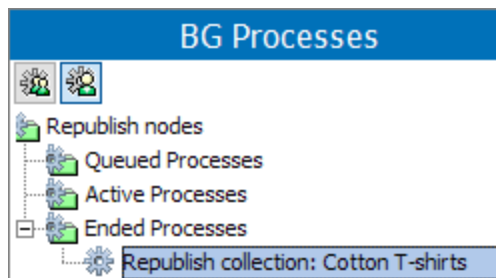 BG Processes
Republish nodes
Queued Processes
Active Processes
Ended Processes
Republish collection: Cotton T-shirts